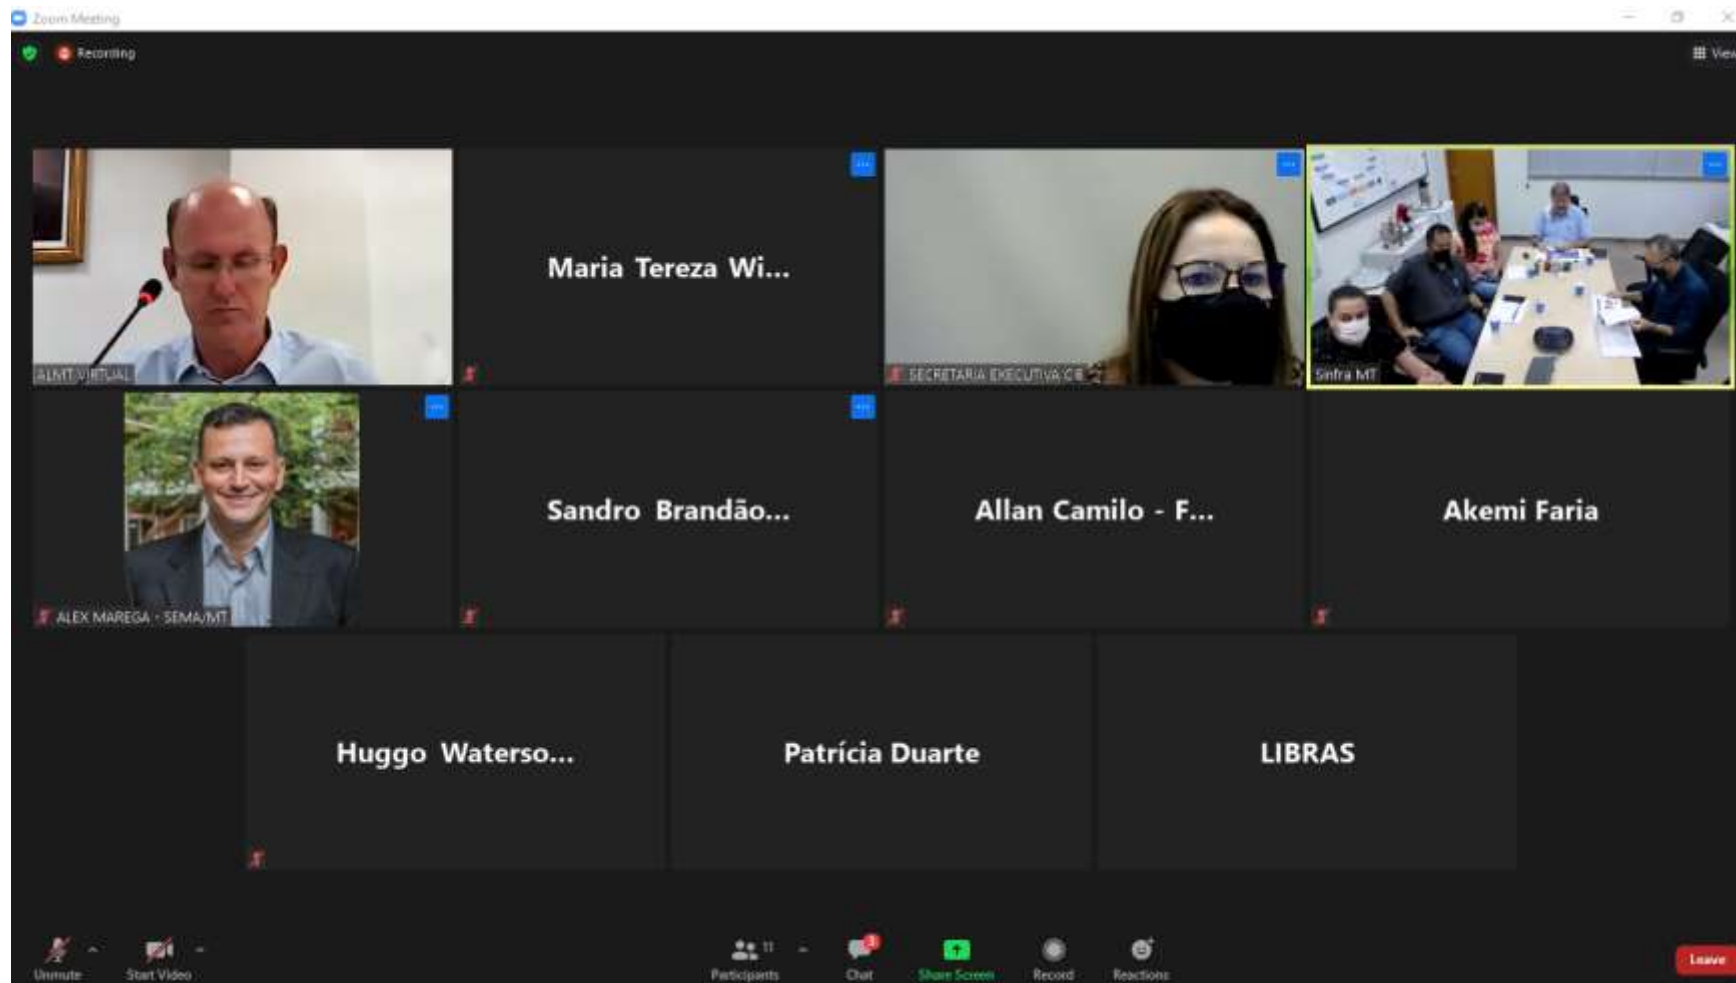 Zoom Meeting
Recording
View
ALMT VIRTUAL
Maria Tereza Wi...
SECRETARIA EXECUTIVA CIB
Sinfra MT
ALEX MAREGA - SEMA/MT
Sandro Brandão...
Allan Camilo - F...
Akemi Faria
Huggo Waterso...
Patrícia Duarte
LIBRAS
Unmute
Start Video
11
Participants
3
Chat
Share Screen
Record
Reactions
Leave